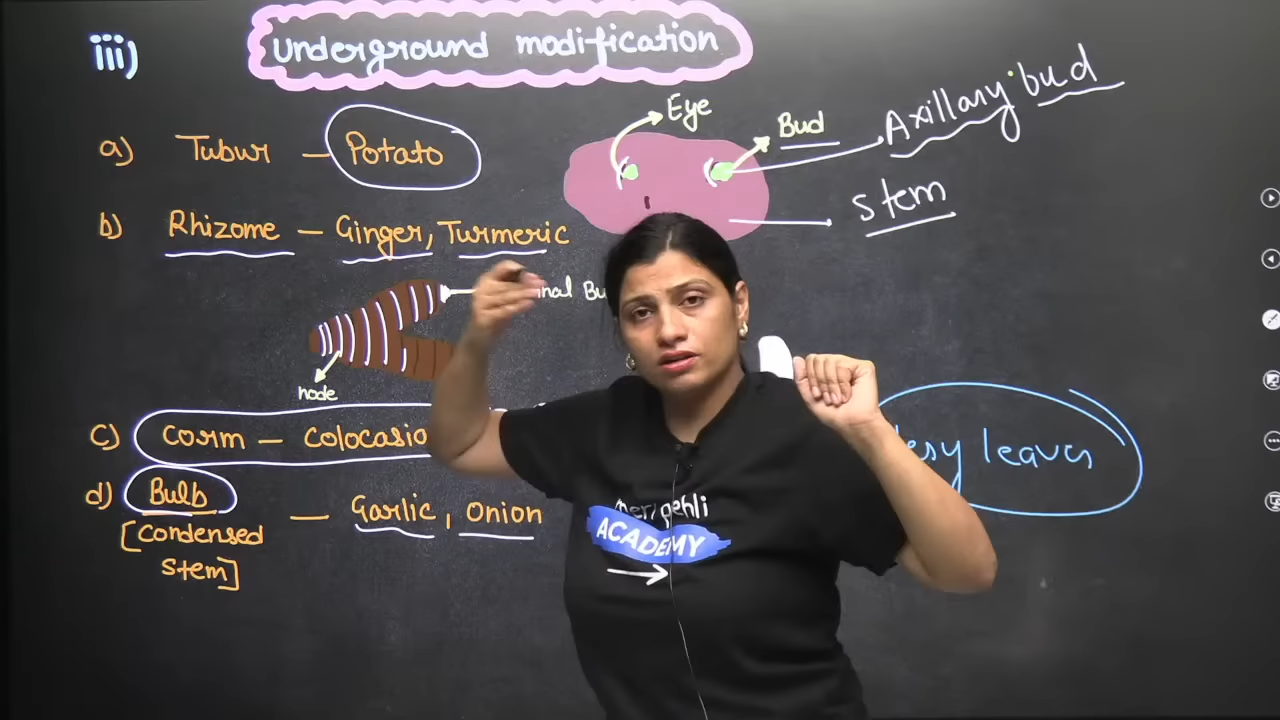 iii) Underground modification
Eye
Bud
Axillary bud
a) Tubur – Potato
stem
b) Rhizome – Ginger, Turmeric
node
c) Corm – Colocasio
leaves
d) Bulb – Garlic, Onion
[Condensed
stem]
ACADEMY